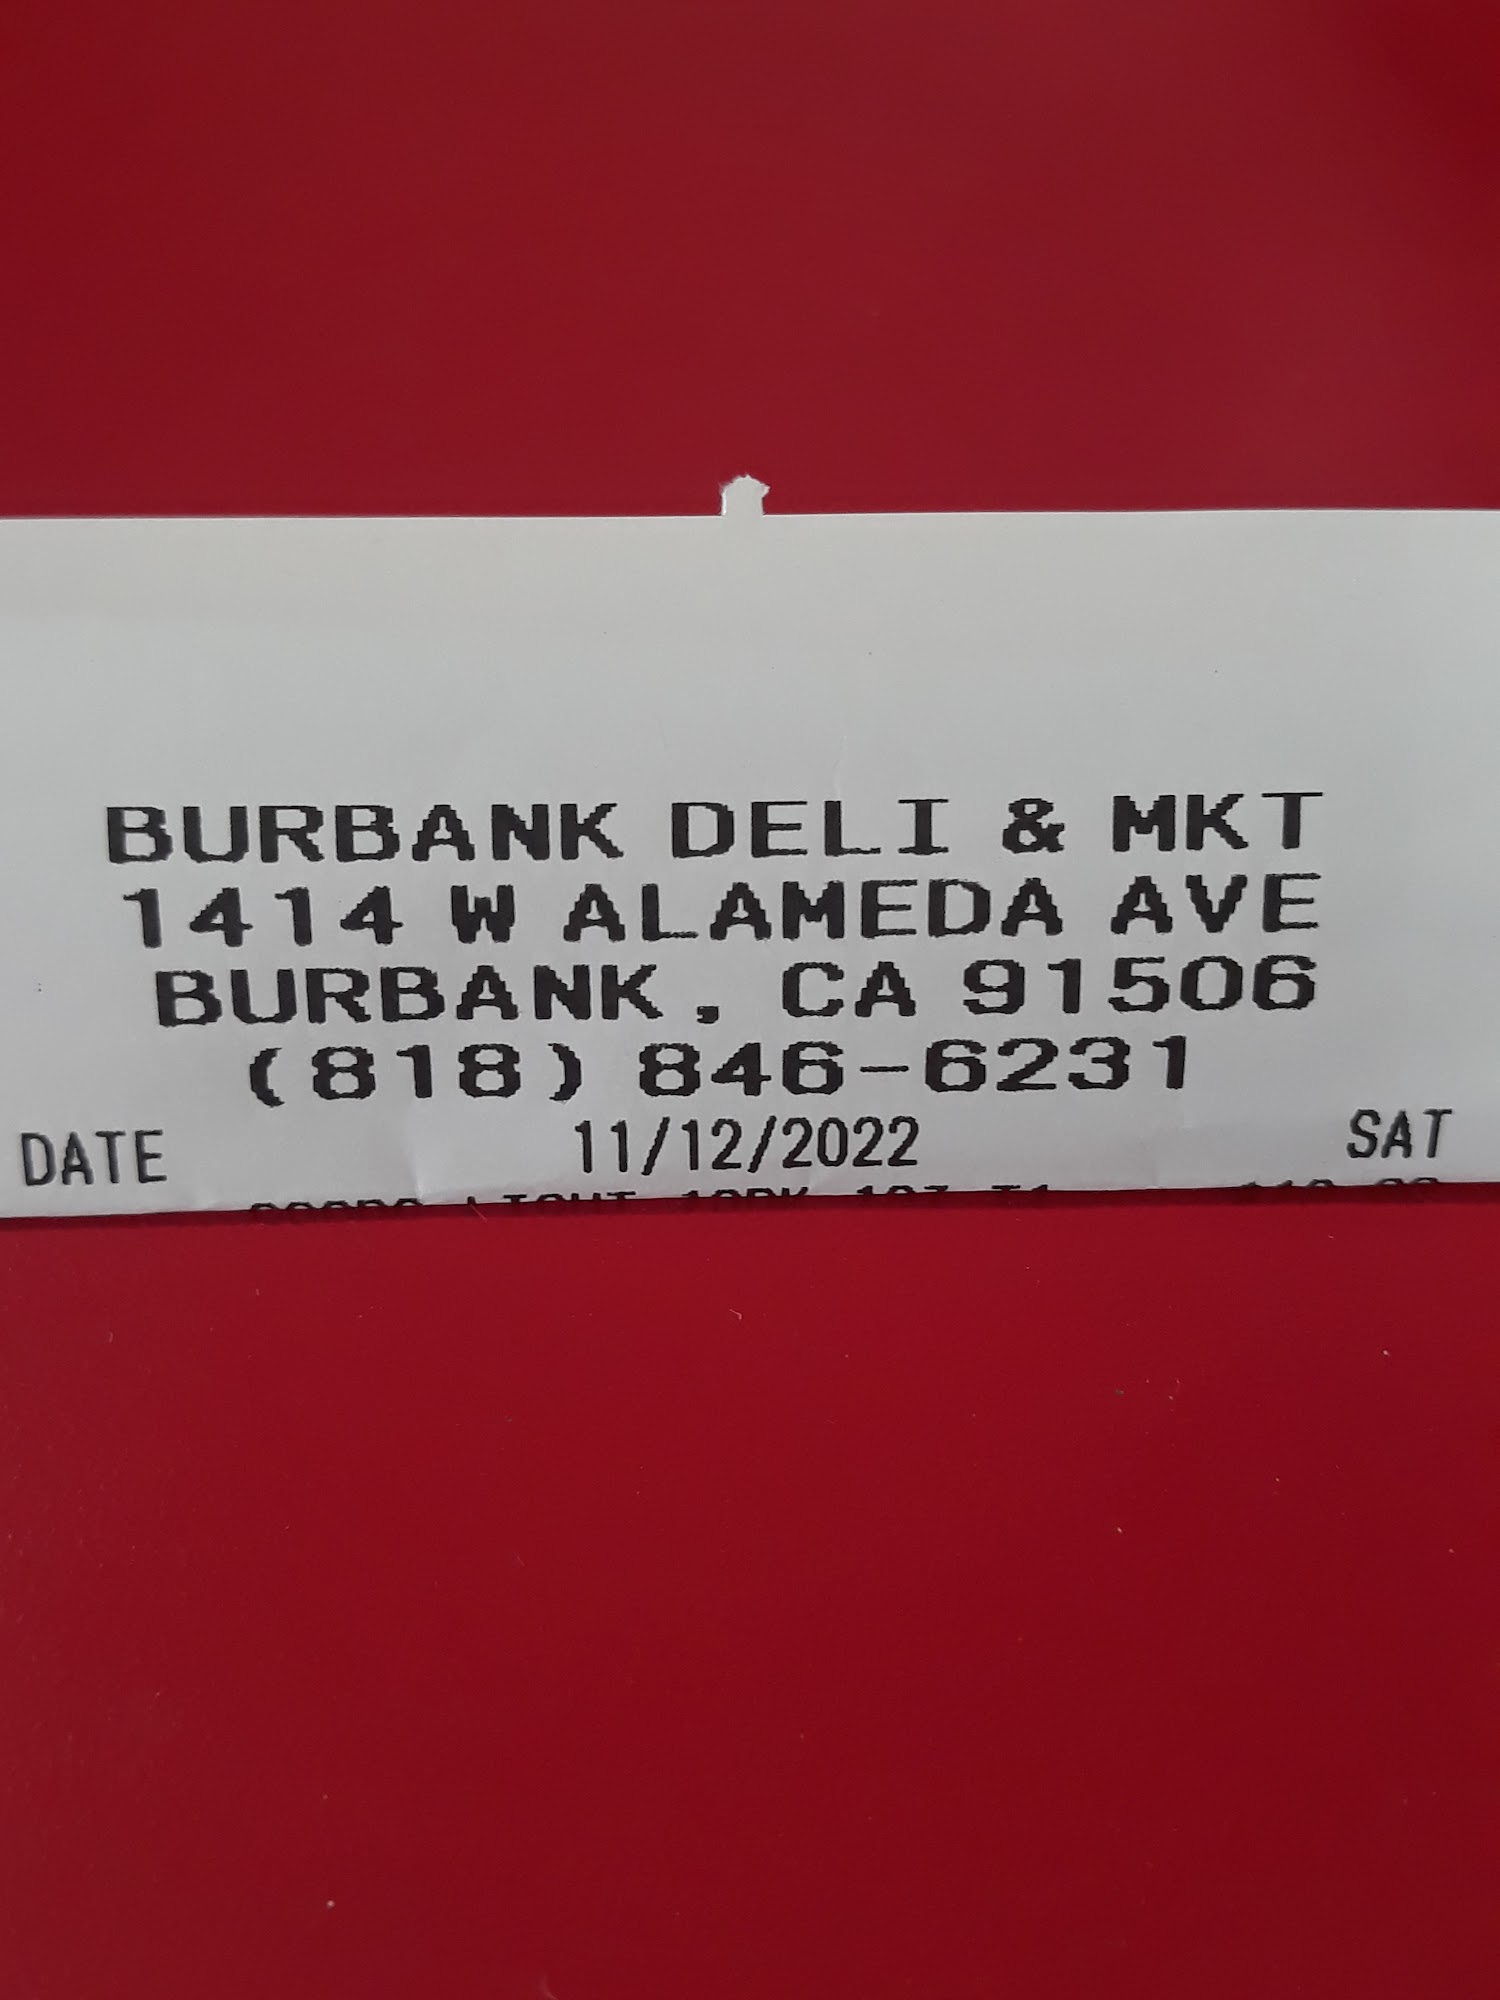 BURBANK DELI & MKT
1414 W ALAMEDA AVE
BURBANK, CA 91506
(818) 846-6231
DATE 11/12/2022 SAT